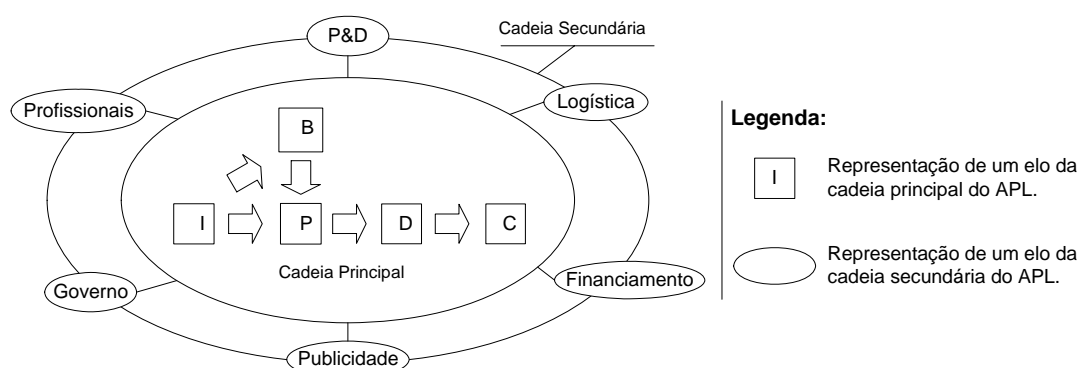 P&D
Cadeia Secundária
Profissionais
Logística
B
I
P
D
C
Cadeia Principal
Governo
Financiamento
Publicidade
Legenda:
I
Representação de um elo da
cadeia principal do APL.
Representação de um elo da
cadeia secundária do APL.